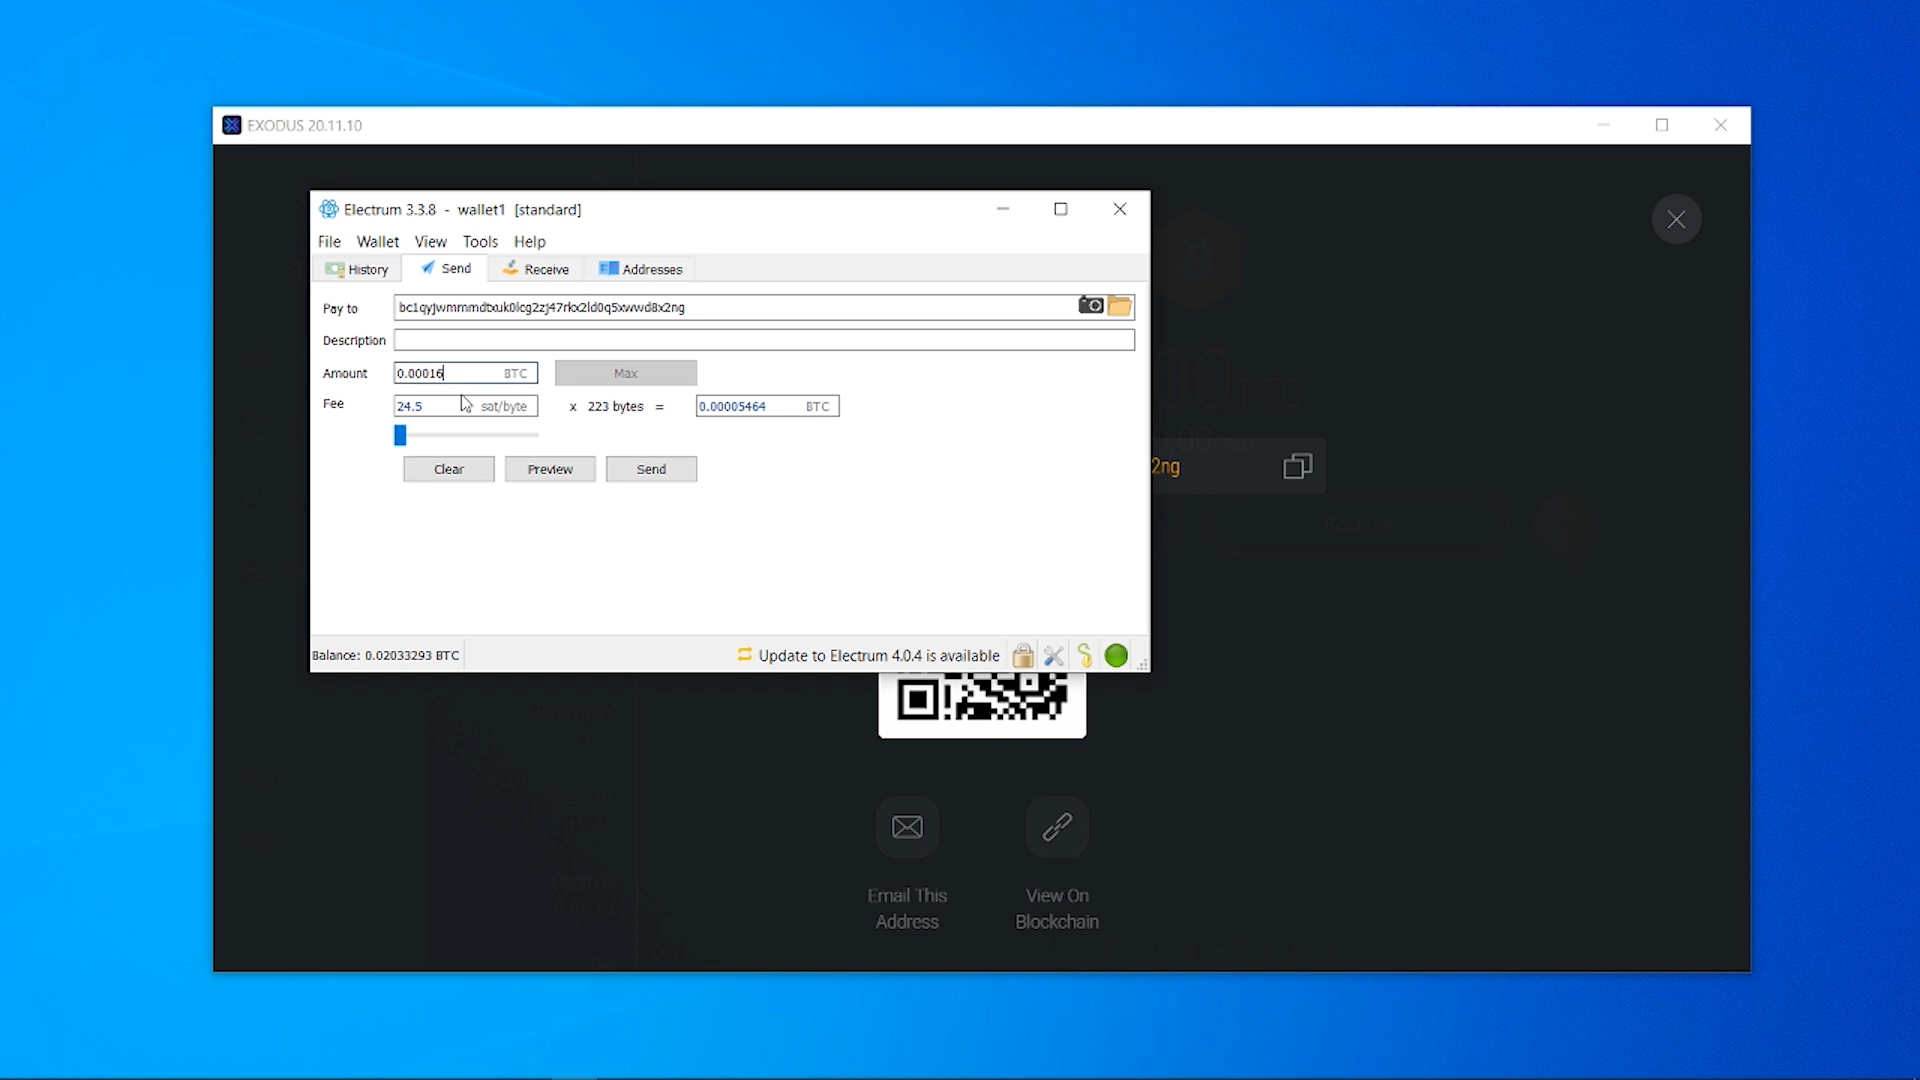 EXODUS 20.11.10
Electrum 3.3.8 - wallet1 [standard]
File Wallet View Tools Help
History Send Receive Addresses
Pay to bc1qyjwmmmdtxuk0lcg2zj47rkx2ld0q5xwwd8x2ng
Description
Amount 0.00016 BTC Max
Fee 24.5 sat/byte x 223 bytes = 0.00005464 BTC
Clear Preview Send
2ng
Receive
Balance: 0.02033293 BTC Update to Electrum 4.0.4 is available
Email This
Address
View On
Blockchain